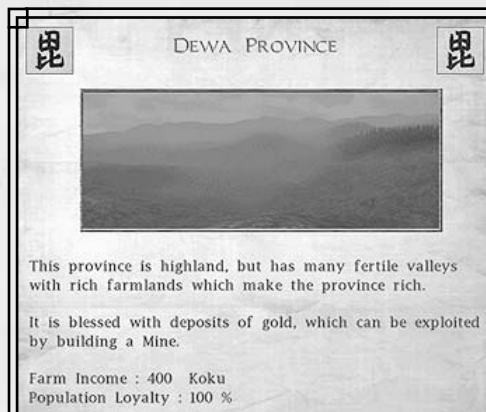 毘 DEWA PROVINCE 毘
This province is highland, but has many fertile valleys
with rich farmlands which make the province rich.
It is blessed with deposits of gold, which can be exploited
by building a Mine.
Farm Income : 400 Koku
Population Loyalty : 100 %